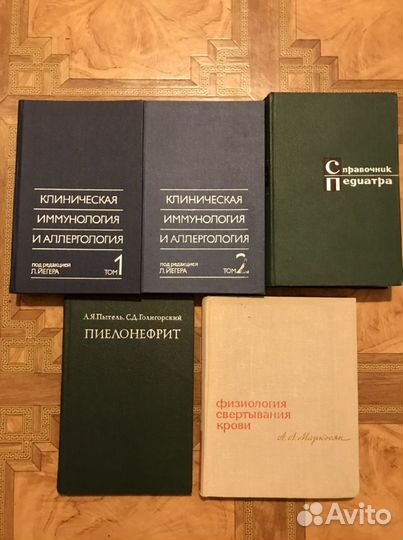 КЛИНИЧЕСКАЯ
ИММУНОЛОГИЯ
И АЛЛЕРГОЛОГИЯ
под редакцией
Л. ЙЕГЕРА
ТОМ 1
КЛИНИЧЕСКАЯ
ИММУНОЛОГИЯ
И АЛЛЕРГОЛОГИЯ
под редакцией
Л. ЙЕГЕРА
ТОМ 2
Справочник
Педиатра
А.Я.Пытель, С.Д.Голигорский
ПИЕЛОНЕФРИТ
физиология
свертывания
крови
А. А. Маркосян
Avito